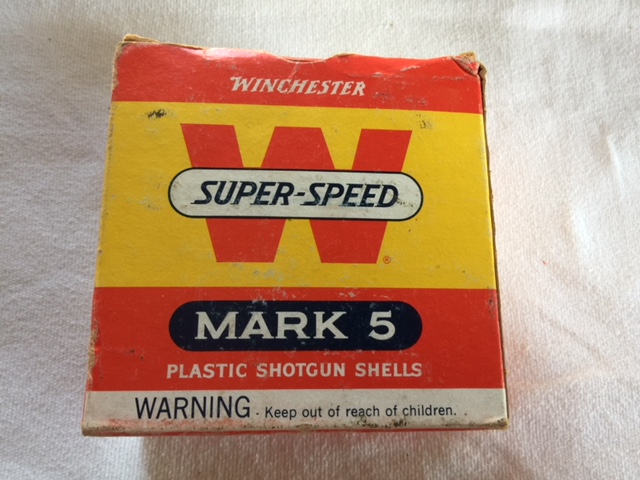 WINCHESTER
W
SUPER-SPEED
®
MARK 5
PLASTIC SHOTGUN SHELLS
WARNING - Keep out of reach of children.